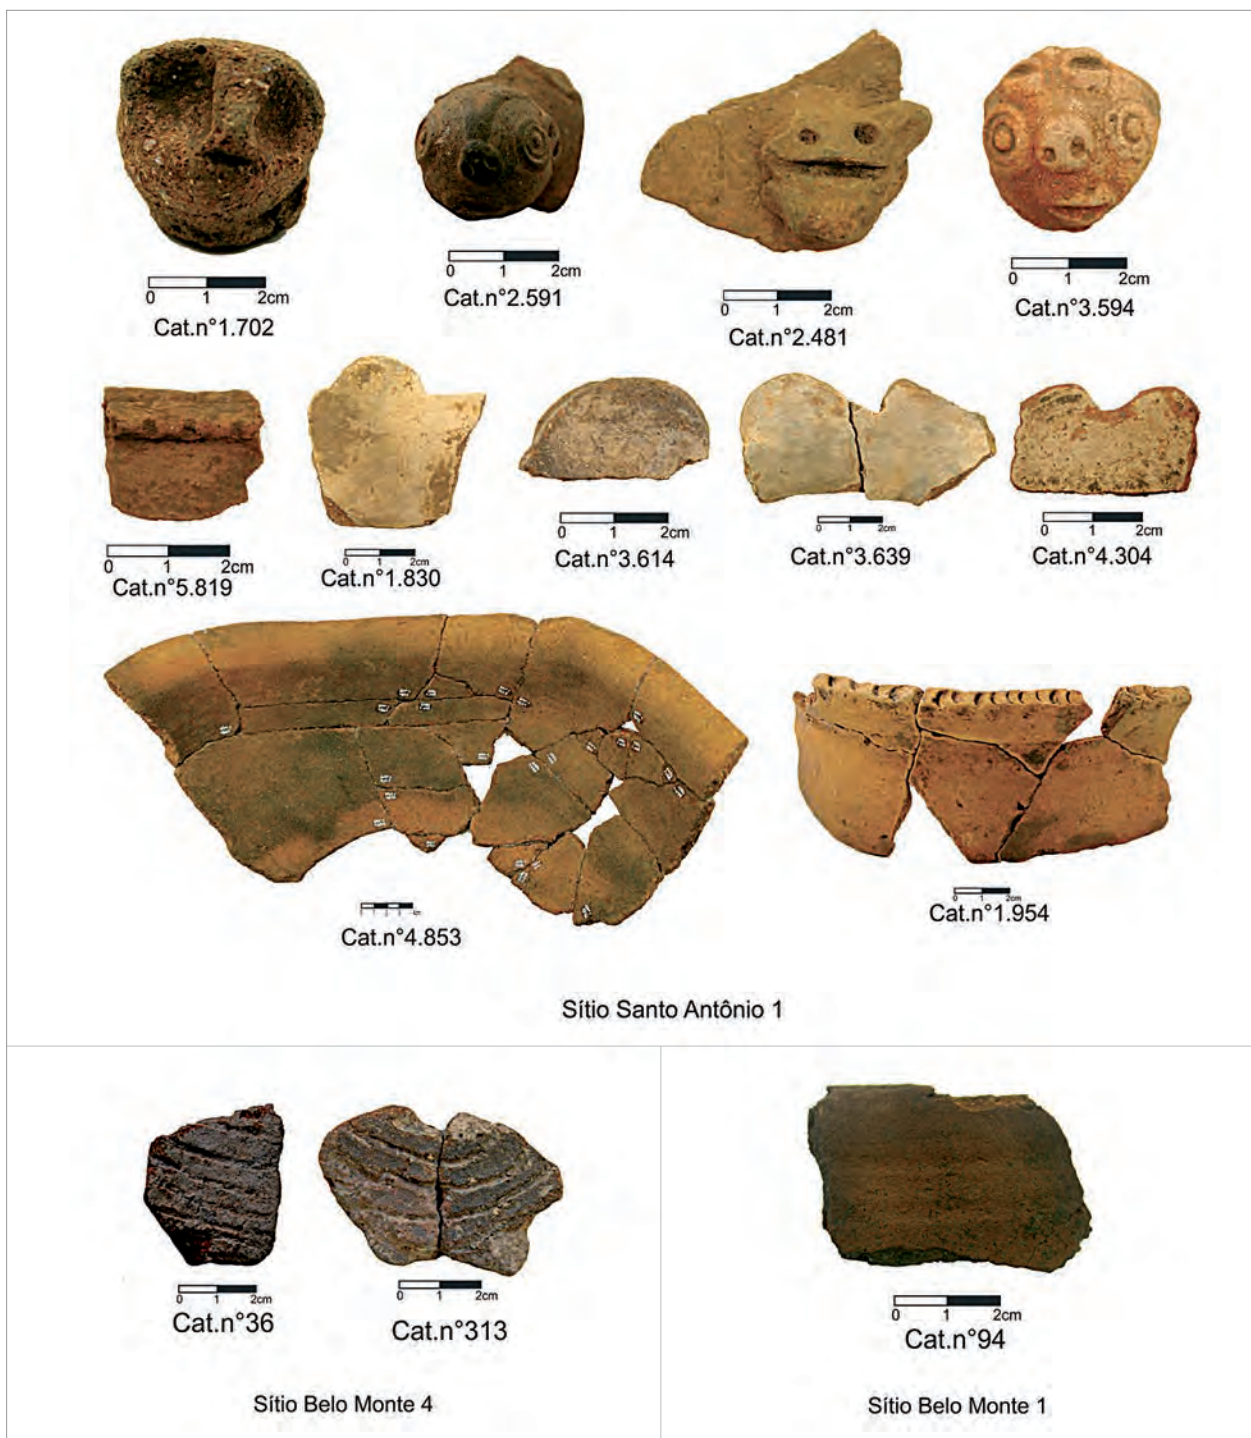 0 1 2cm
Cat.n°1.702
0 1 2cm
Cat.n°2.591
0 1 2cm
Cat.n°2.481
0 1 2cm
Cat.n°3.594
0 1 2cm
Cat.n°5.819
0 1 2cm
Cat.n°1.830
0 1 2cm
Cat.n°3.614
0 1 2cm
Cat.n°3.639
0 1 2cm
Cat.n°4.304
Cat.n°4.853
0 1 2cm
Cat.n°1.954
Sítio Santo Antônio 1
0 1 2cm
Cat.n°36
0 1 2cm
Cat.n°313
Sítio Belo Monte 4
0 1 2cm
Cat.n°94
Sítio Belo Monte 1